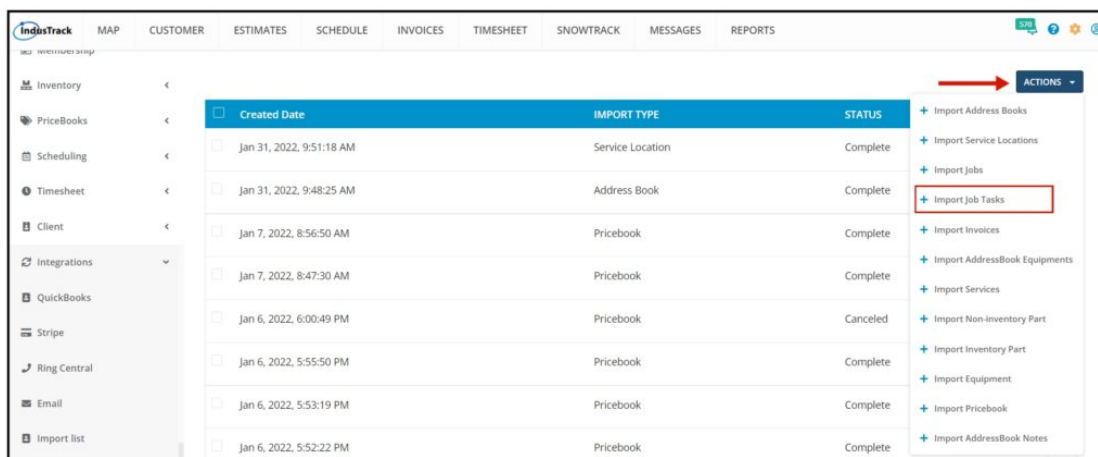 IndusTrack MAP CUSTOMER ESTIMATES SCHEDULE INVOICES TIMESHEET SNOWTRACK MESSAGES REPORTS 570
Membership
Inventory
PriceBooks
Scheduling
Timesheet
Client
Integrations
QuickBooks
Stripe
Ring Central
Email
Import list
ACTIONS
Created Date IMPORT TYPE STATUS
Jan 31, 2022, 9:51:18 AM Service Location Complete
Jan 31, 2022, 9:48:25 AM Address Book Complete
Jan 7, 2022, 8:56:50 AM Pricebook Complete
Jan 7, 2022, 8:47:30 AM Pricebook Complete
Jan 6, 2022, 6:00:49 PM Pricebook Canceled
Jan 6, 2022, 5:55:50 PM Pricebook Complete
Jan 6, 2022, 5:53:19 PM Pricebook Complete
Jan 6, 2022, 5:52:22 PM Pricebook Complete
+ Import Address Books
+ Import Service Locations
+ Import Jobs
+ Import Job Tasks
+ Import Invoices
+ Import AddressBook Equipments
+ Import Services
+ Import Non-inventory Part
+ Import Inventory Part
+ Import Equipment
+ Import Pricebook
+ Import AddressBook Notes